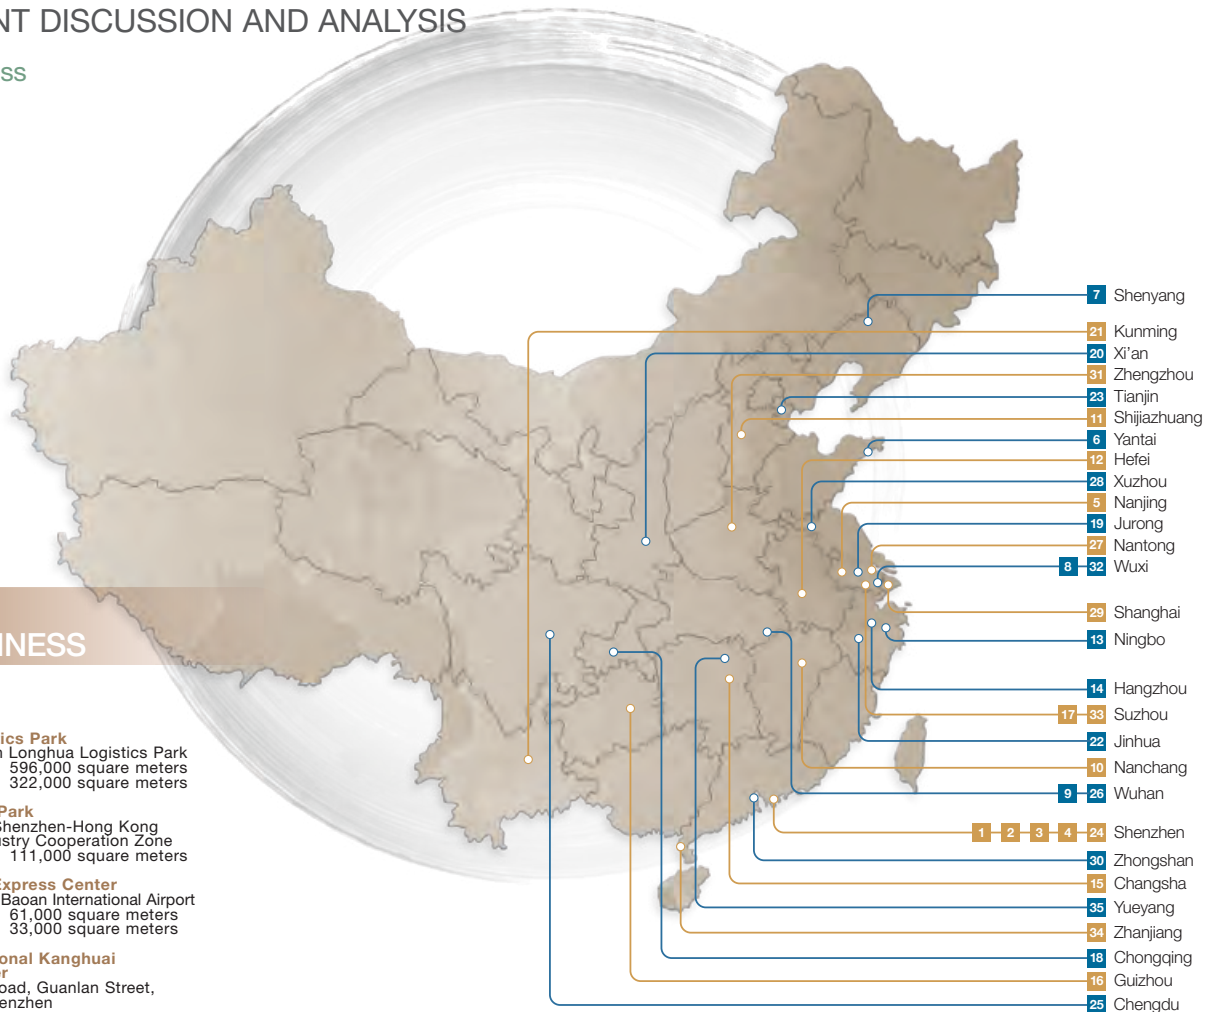 NT DISCUSSION AND ANALYSIS
ss
7 Shenyang
21 Kunming
20 Xi'an
31 Zhengzhou
23 Tianjin
11 Shijiazhuang
6 Yantai
12 Hefei
28 Xuzhou
5 Nanjing
19 Jurong
27 Nantong
8 32 Wuxi
29 Shanghai
13 Ningbo
14 Hangzhou
17 33 Suzhou
22 Jinhua
10 Nanchang
9 26 Wuhan
1 2 3 4 24 Shenzhen
30 Zhongshan
15 Changsha
35 Yueyang
34 Zhanjiang
18 Chongqing
16 Guizhou
25 Chengdu
INESS
ics Park
n Longhua Logistics Park
596,000 square meters
322,000 square meters
Park
Shenzhen-Hong Kong
ustry Cooperation Zone
111,000 square meters
Express Center
Baoan International Airport
61,000 square meters
33,000 square meters
onal Kanghuai
er
oad, Guanlan Street,
enzhen